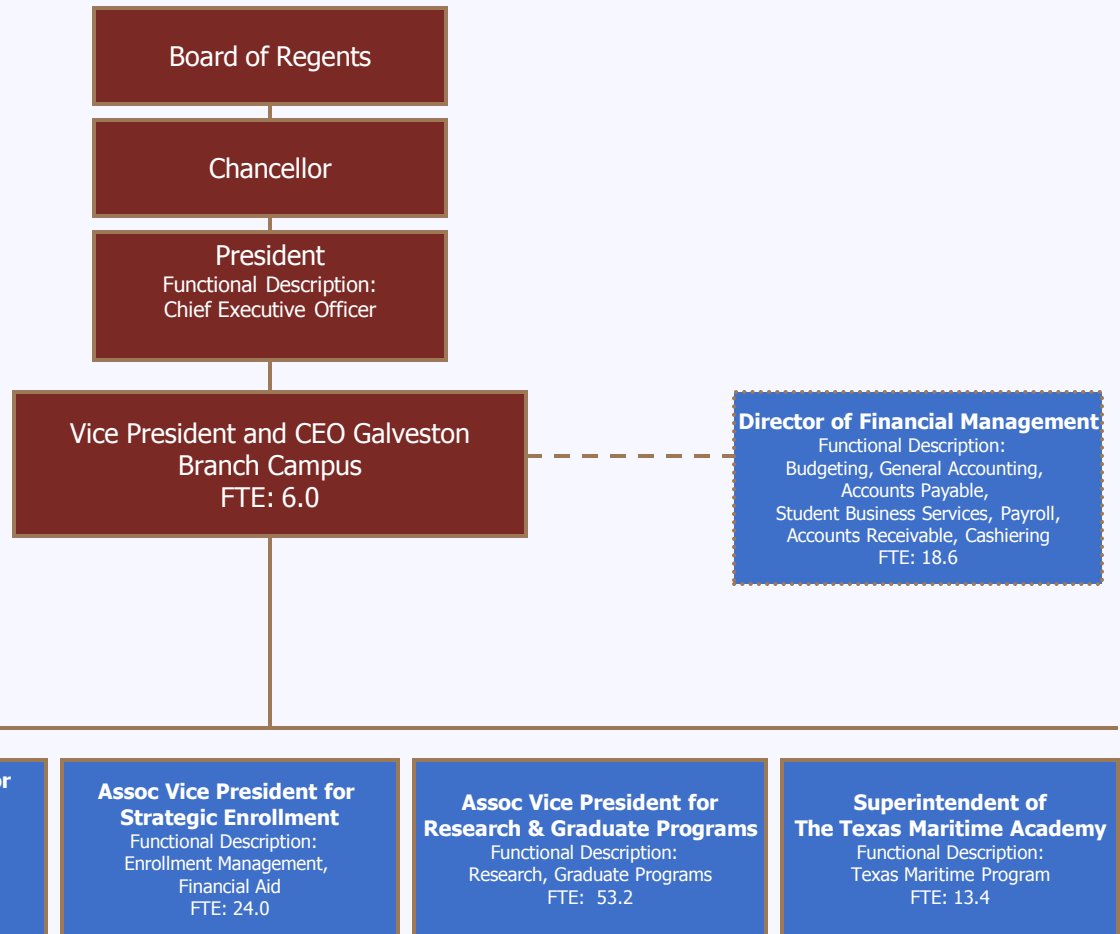 Board of Regents
Chancellor
President
Functional Description:
Chief Executive Officer
Vice President and CEO Galveston
Branch Campus
FTE: 6.0
Director of Financial Management
Functional Description:
Budgeting, General Accounting,
Accounts Payable,
Student Business Services, Payroll,
Accounts Receivable, Cashiering
FTE: 18.6
Assoc Vice President for
Strategic Enrollment
Functional Description:
Enrollment Management,
Financial Aid
FTE: 24.0
Assoc Vice President for
Research & Graduate Programs
Functional Description:
Research, Graduate Programs
FTE: 53.2
Superintendent of
The Texas Maritime Academy
Functional Description:
Texas Maritime Program
FTE: 13.4